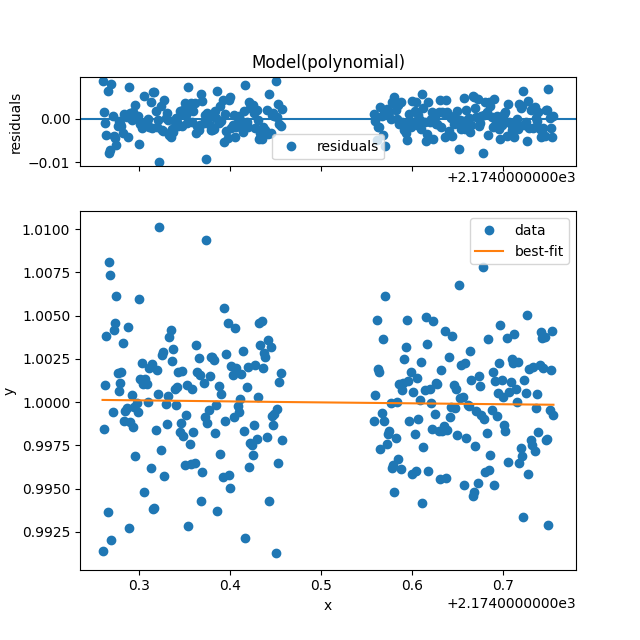 Model(polynomial)
residuals
0.00
−0.01
residuals
+2.1740000000e3
y
1.0100
1.0075
1.0050
1.0025
1.0000
0.9975
0.9950
0.9925
data
best-fit
0.3 0.4 0.5 0.6 0.7
x
+2.1740000000e3